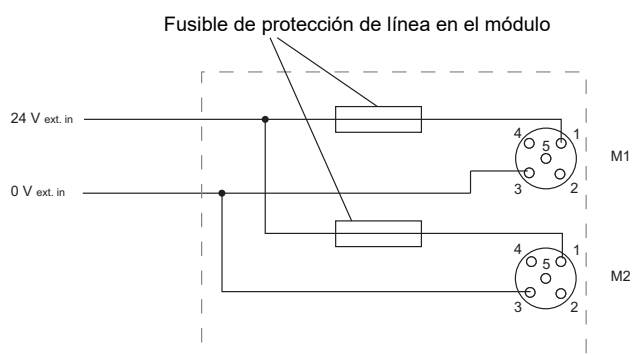 Fusible de protección de línea en el módulo
24 V ext. in
4 1
5
3 2
M1
0 V ext. in
4 1
5
3 2
M2